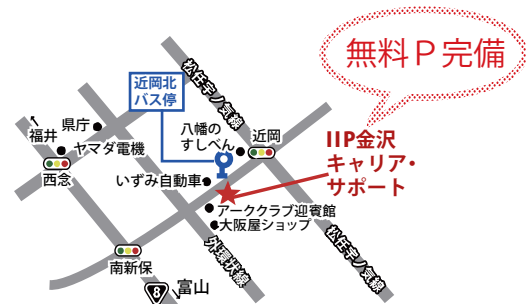 無料P完備
松任宇ノ気線
近岡北
バス停
県庁
福井
ヤマダ電機
八幡の
すしべん
近岡
IIP金沢
キャリア・
サポート
西念
いずみ自動車
アーククラブ迎賓館
大阪屋ショップ
外環状線
松任宇ノ気線
南新保
8
富山